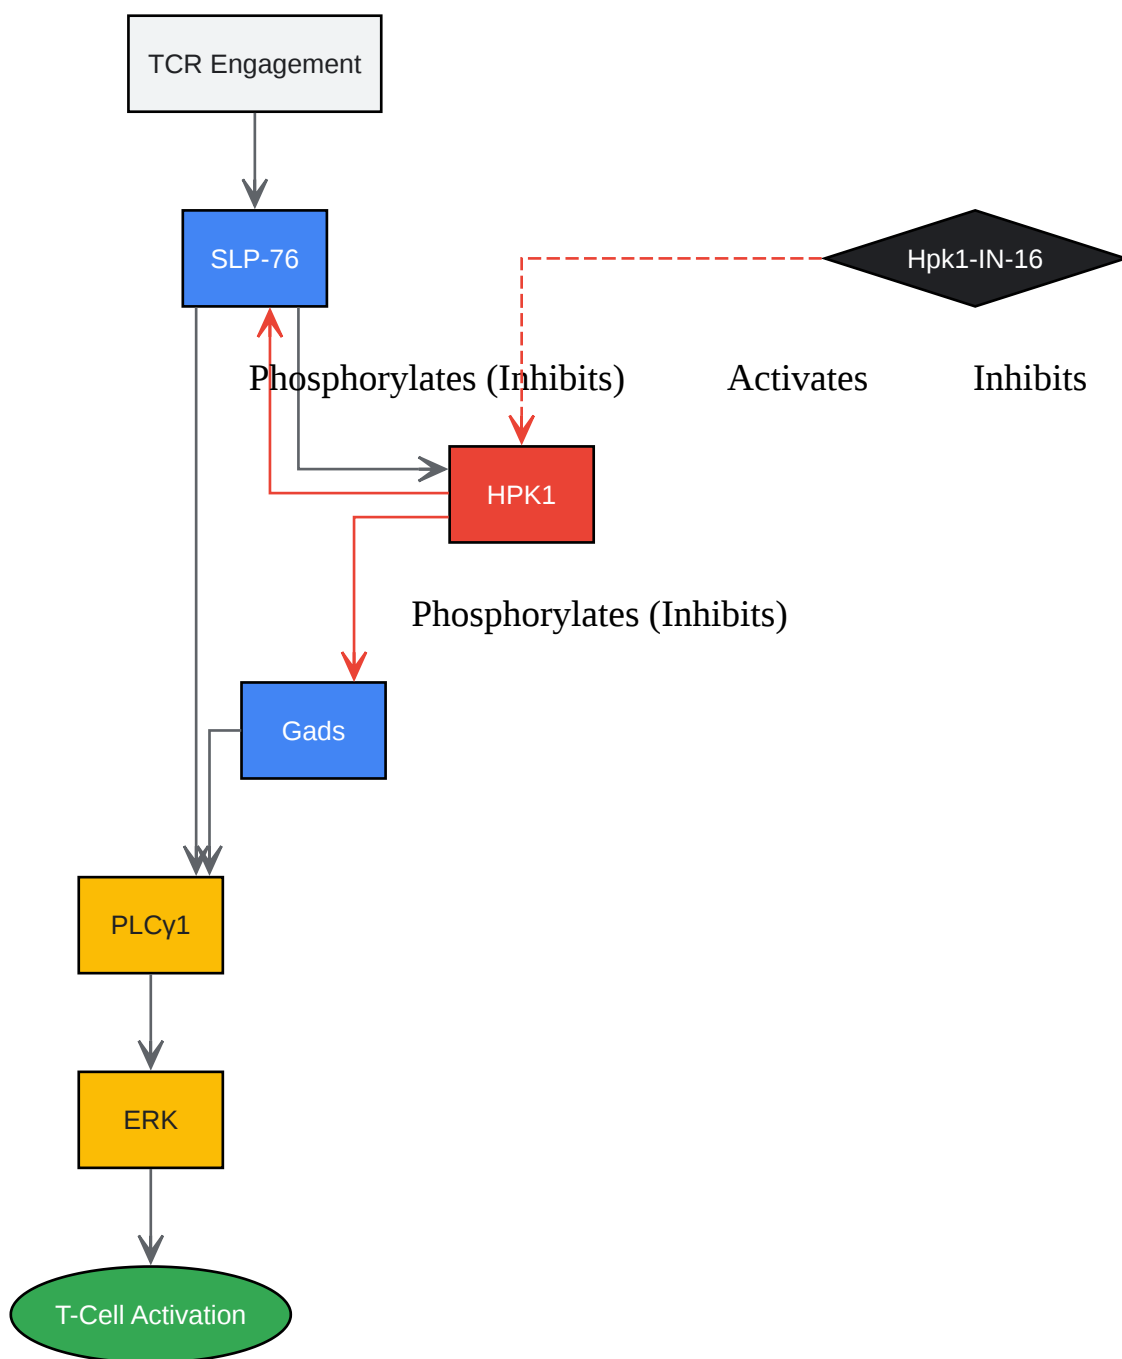 TCR Engagement
SLP-76
Hpk1-IN-16
Phosphorylates (Inhibits)
Activates
Inhibits
HPK1
Phosphorylates (Inhibits)
Gads
PLCγ1
ERK
T-Cell Activation